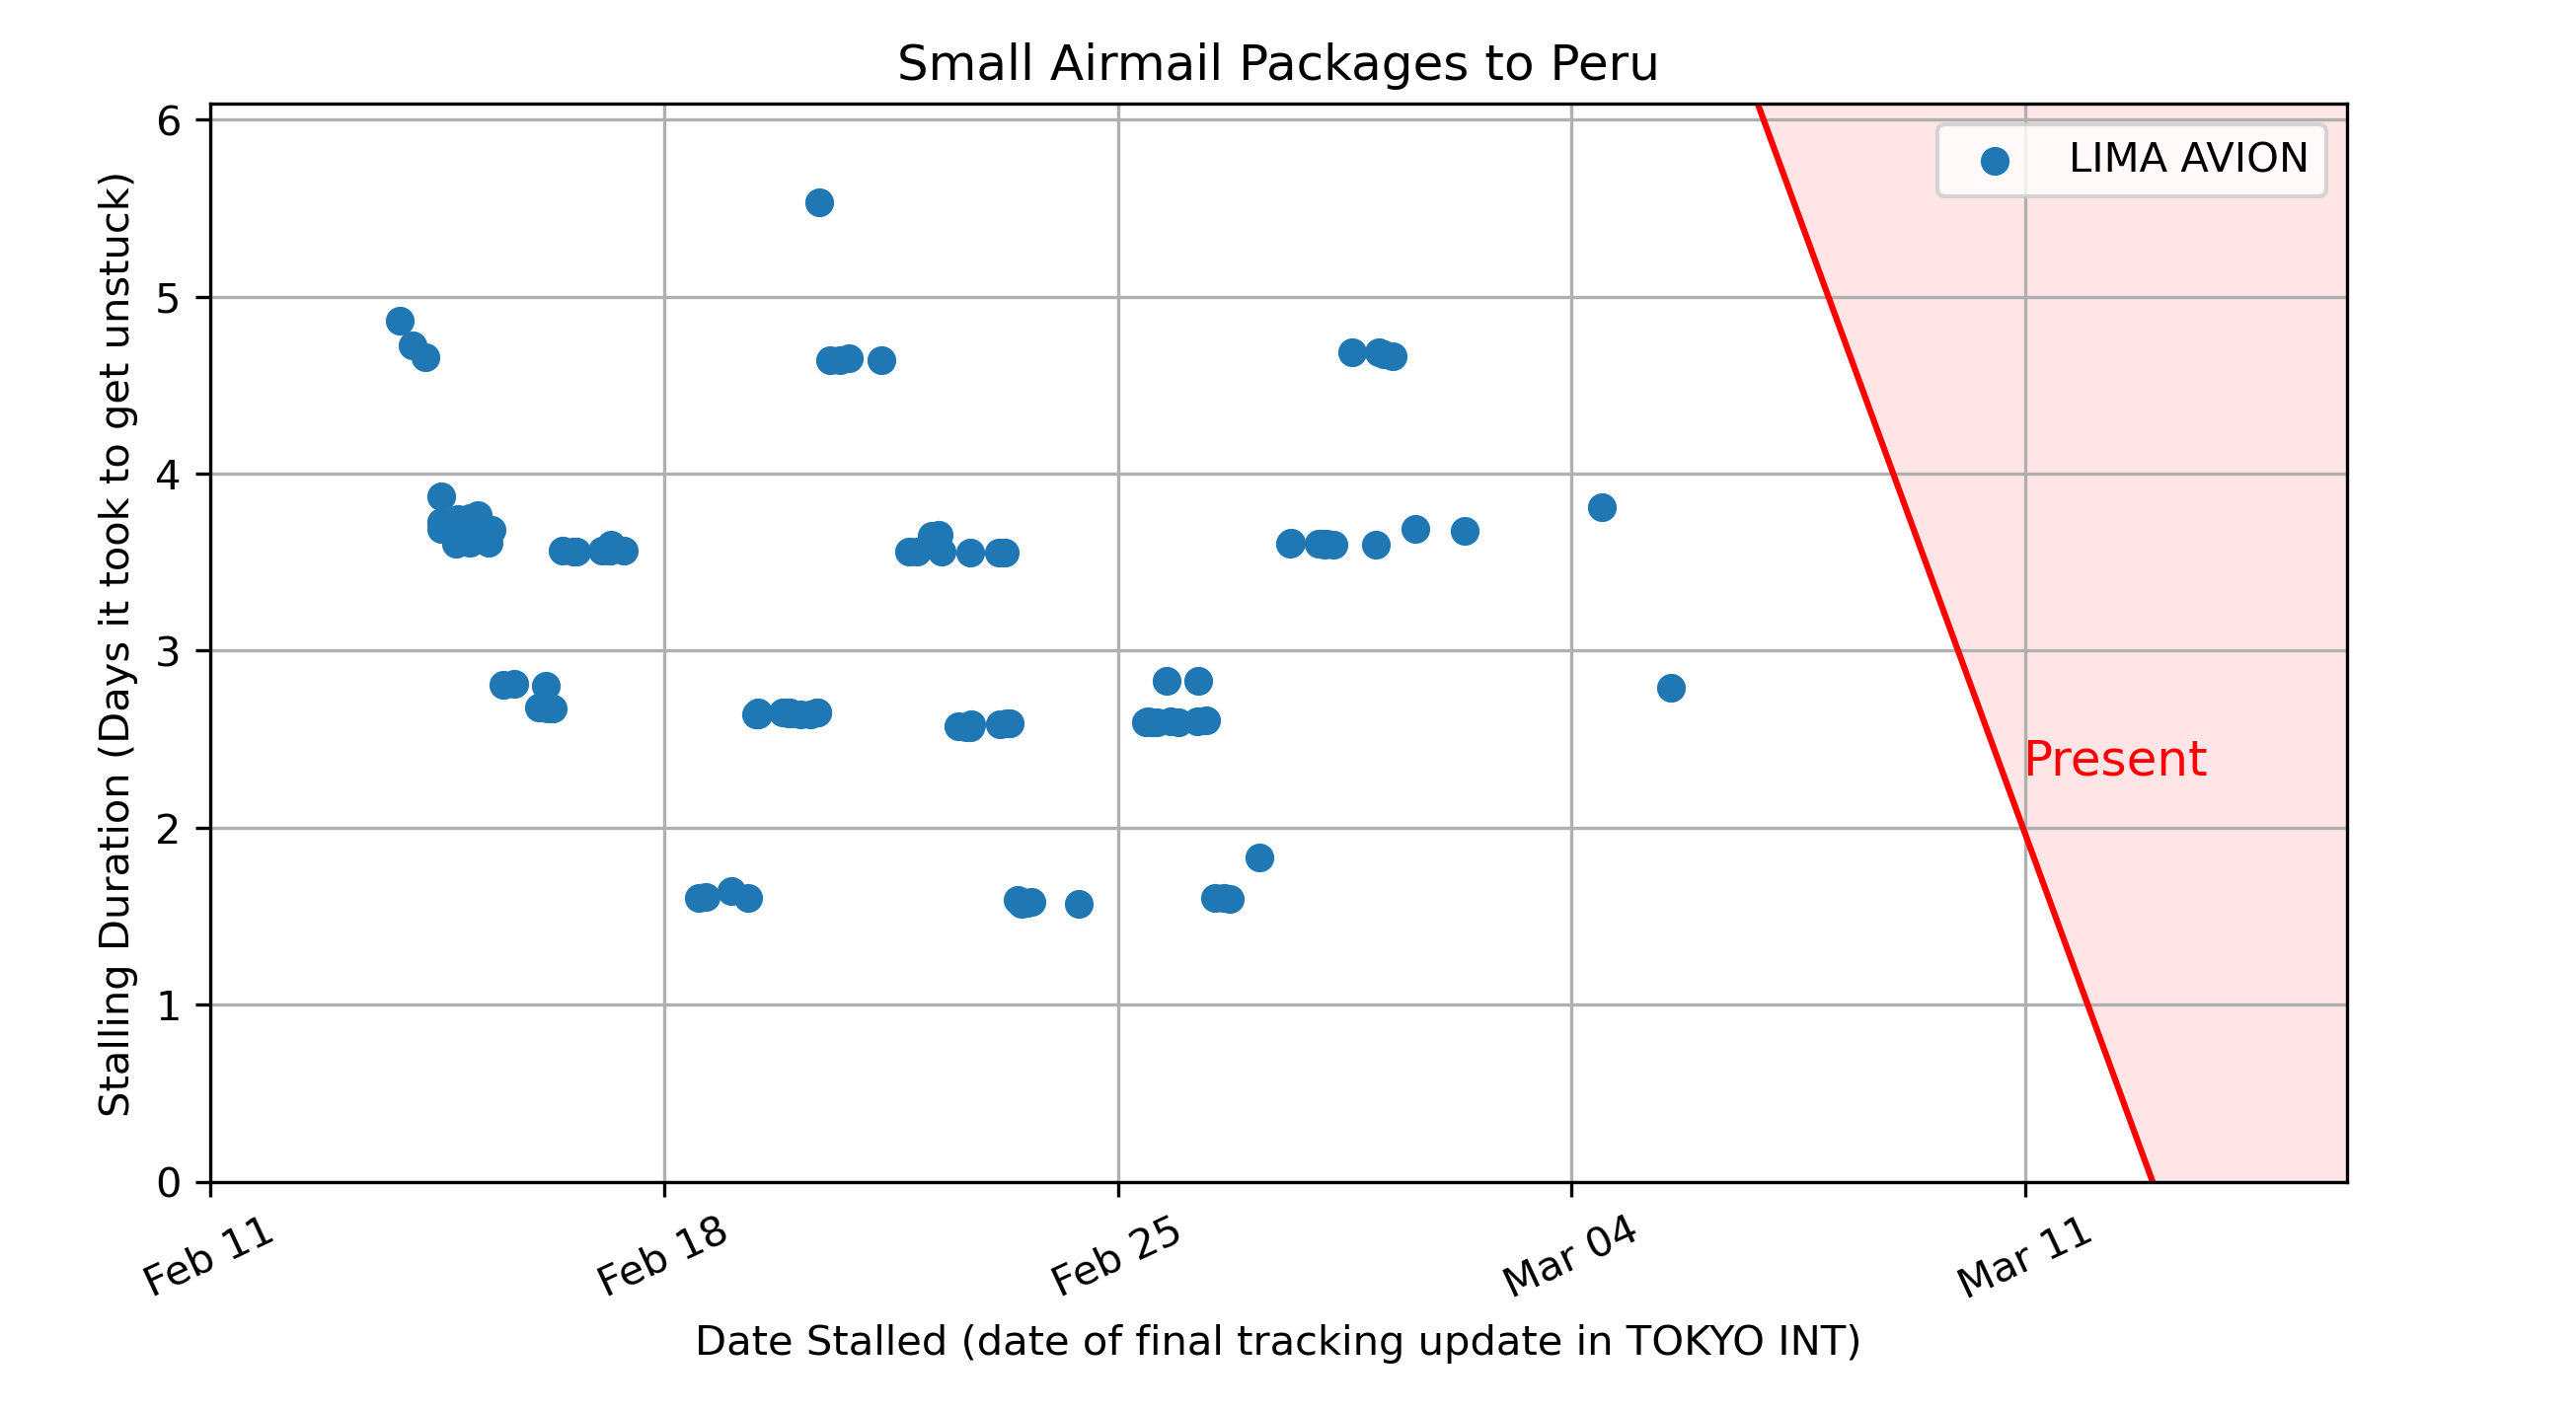 Small Airmail Packages to Peru
Stalling Duration (Days it took to get unstuck)
6
5
4
3
2
1
0
LIMA AVION
Present
Feb 11
Feb 18
Feb 25
Mar 04
Mar 11
Date Stalled (date of final tracking update in TOKYO INT)